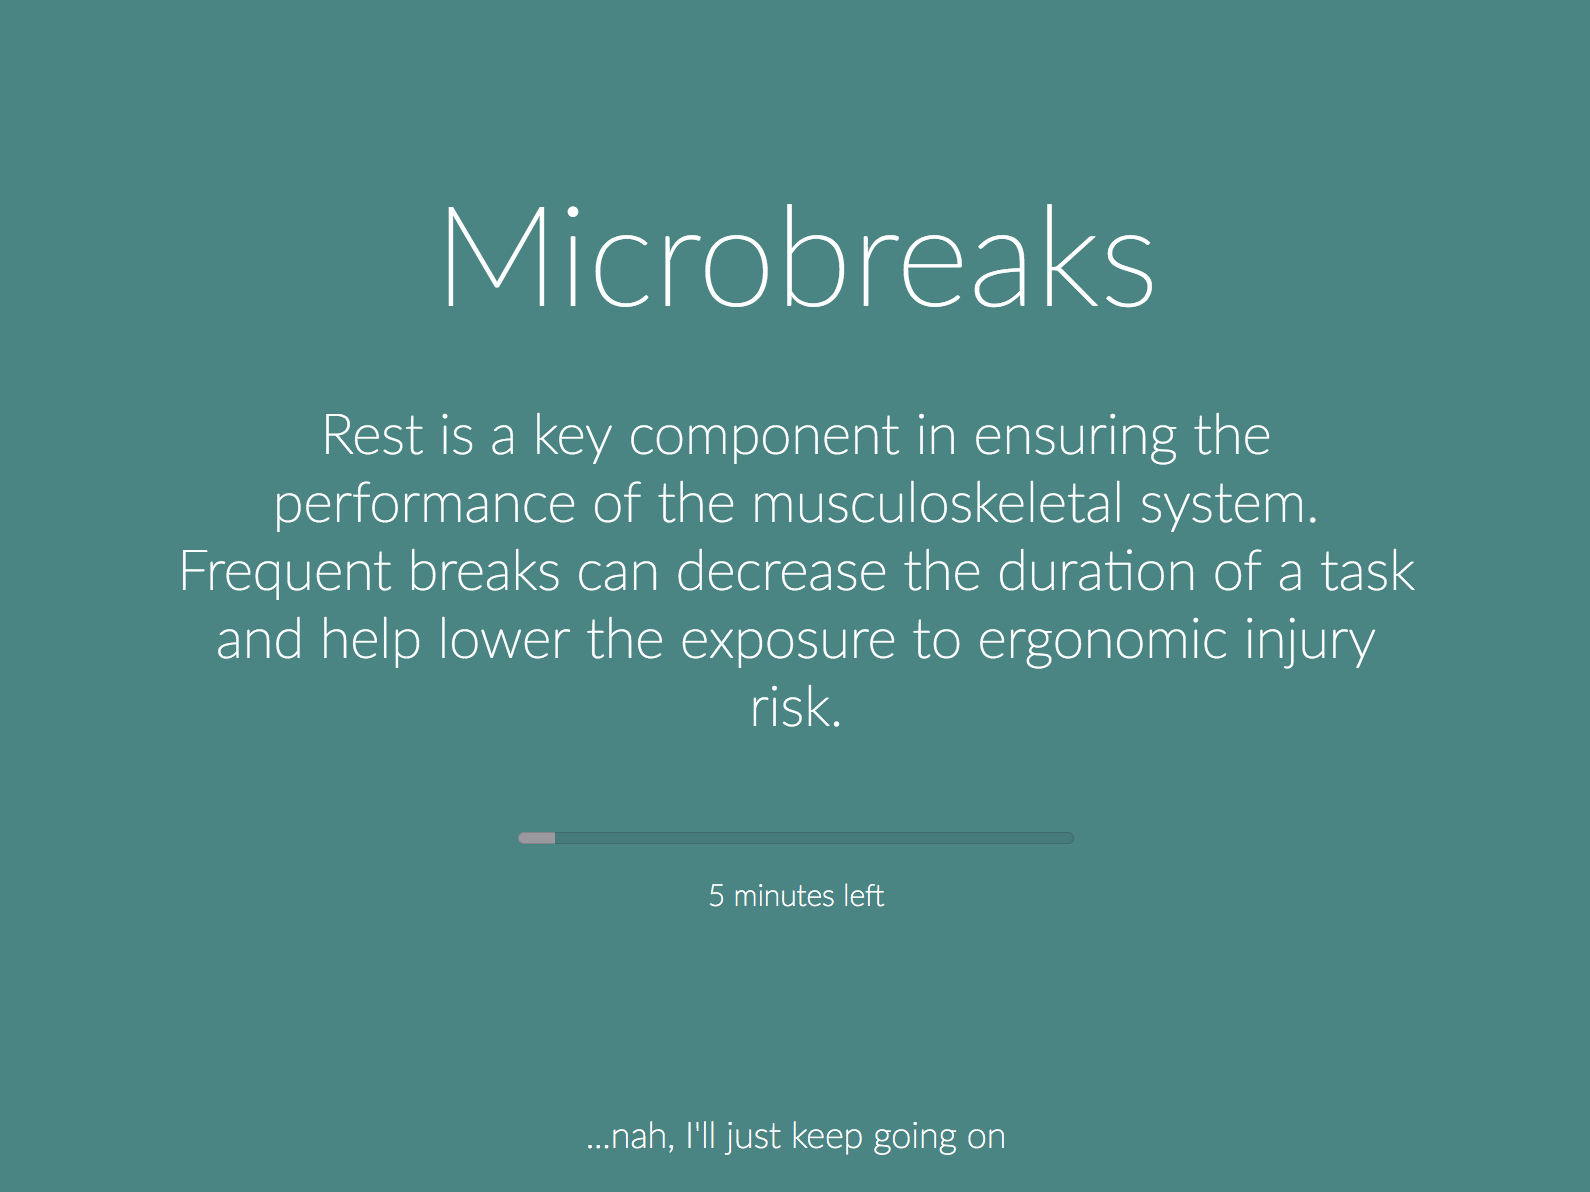 Microbreaks
Rest is a key component in ensuring the
performance of the musculoskeletal system.
Frequent breaks can decrease the duration of a task
and help lower the exposure to ergonomic injury
risk.
5 minutes left
...nah, I'll just keep going on